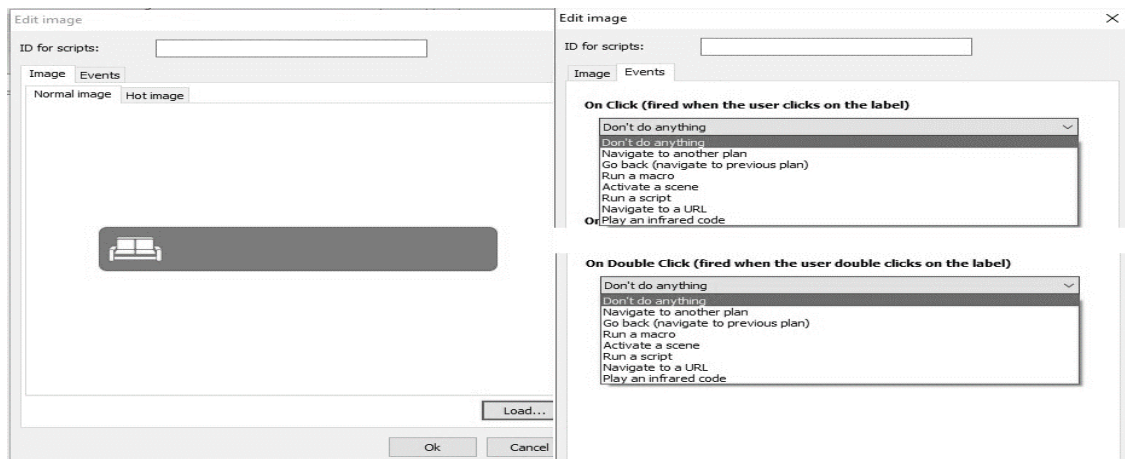 Edit image
ID for scripts:
Image Events
Normal image Hot image
Load...
Ok Cancel
Edit image
ID for scripts:
Image Events
On Click (fired when the user clicks on the label)
Don't do anything
Don't do anything
Navigate to another plan
Go back (navigate to previous plan)
Run a macro
Activate a scene
Run a script
Navigate to a URL
Or Play an infrared code
On Double Click (fired when the user double clicks on the label)
Don't do anything
Don't do anything
Navigate to another plan
Go back (navigate to previous plan)
Run a macro
Activate a scene
Run a script
Navigate to a URL
Play an infrared code